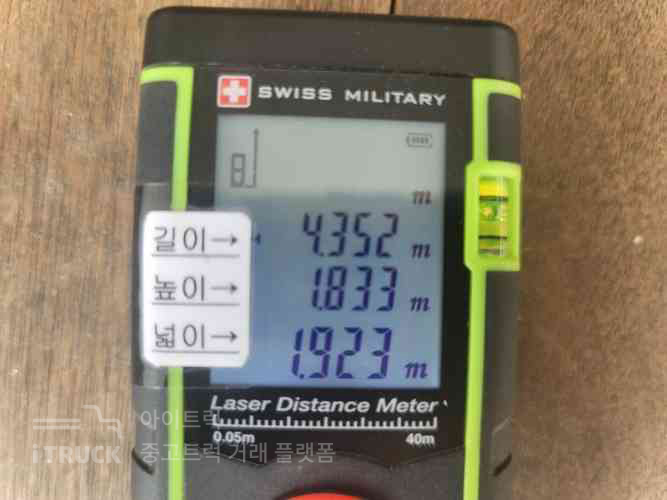 SWISS MILITARY
m
길이→ 4.352 m
높이→ 1.833 m
넓이→ 1.923 m
Laser Distance Meter
0.05m 40m
아이트럭
iTRUCK 중고트럭 거래 플랫폼